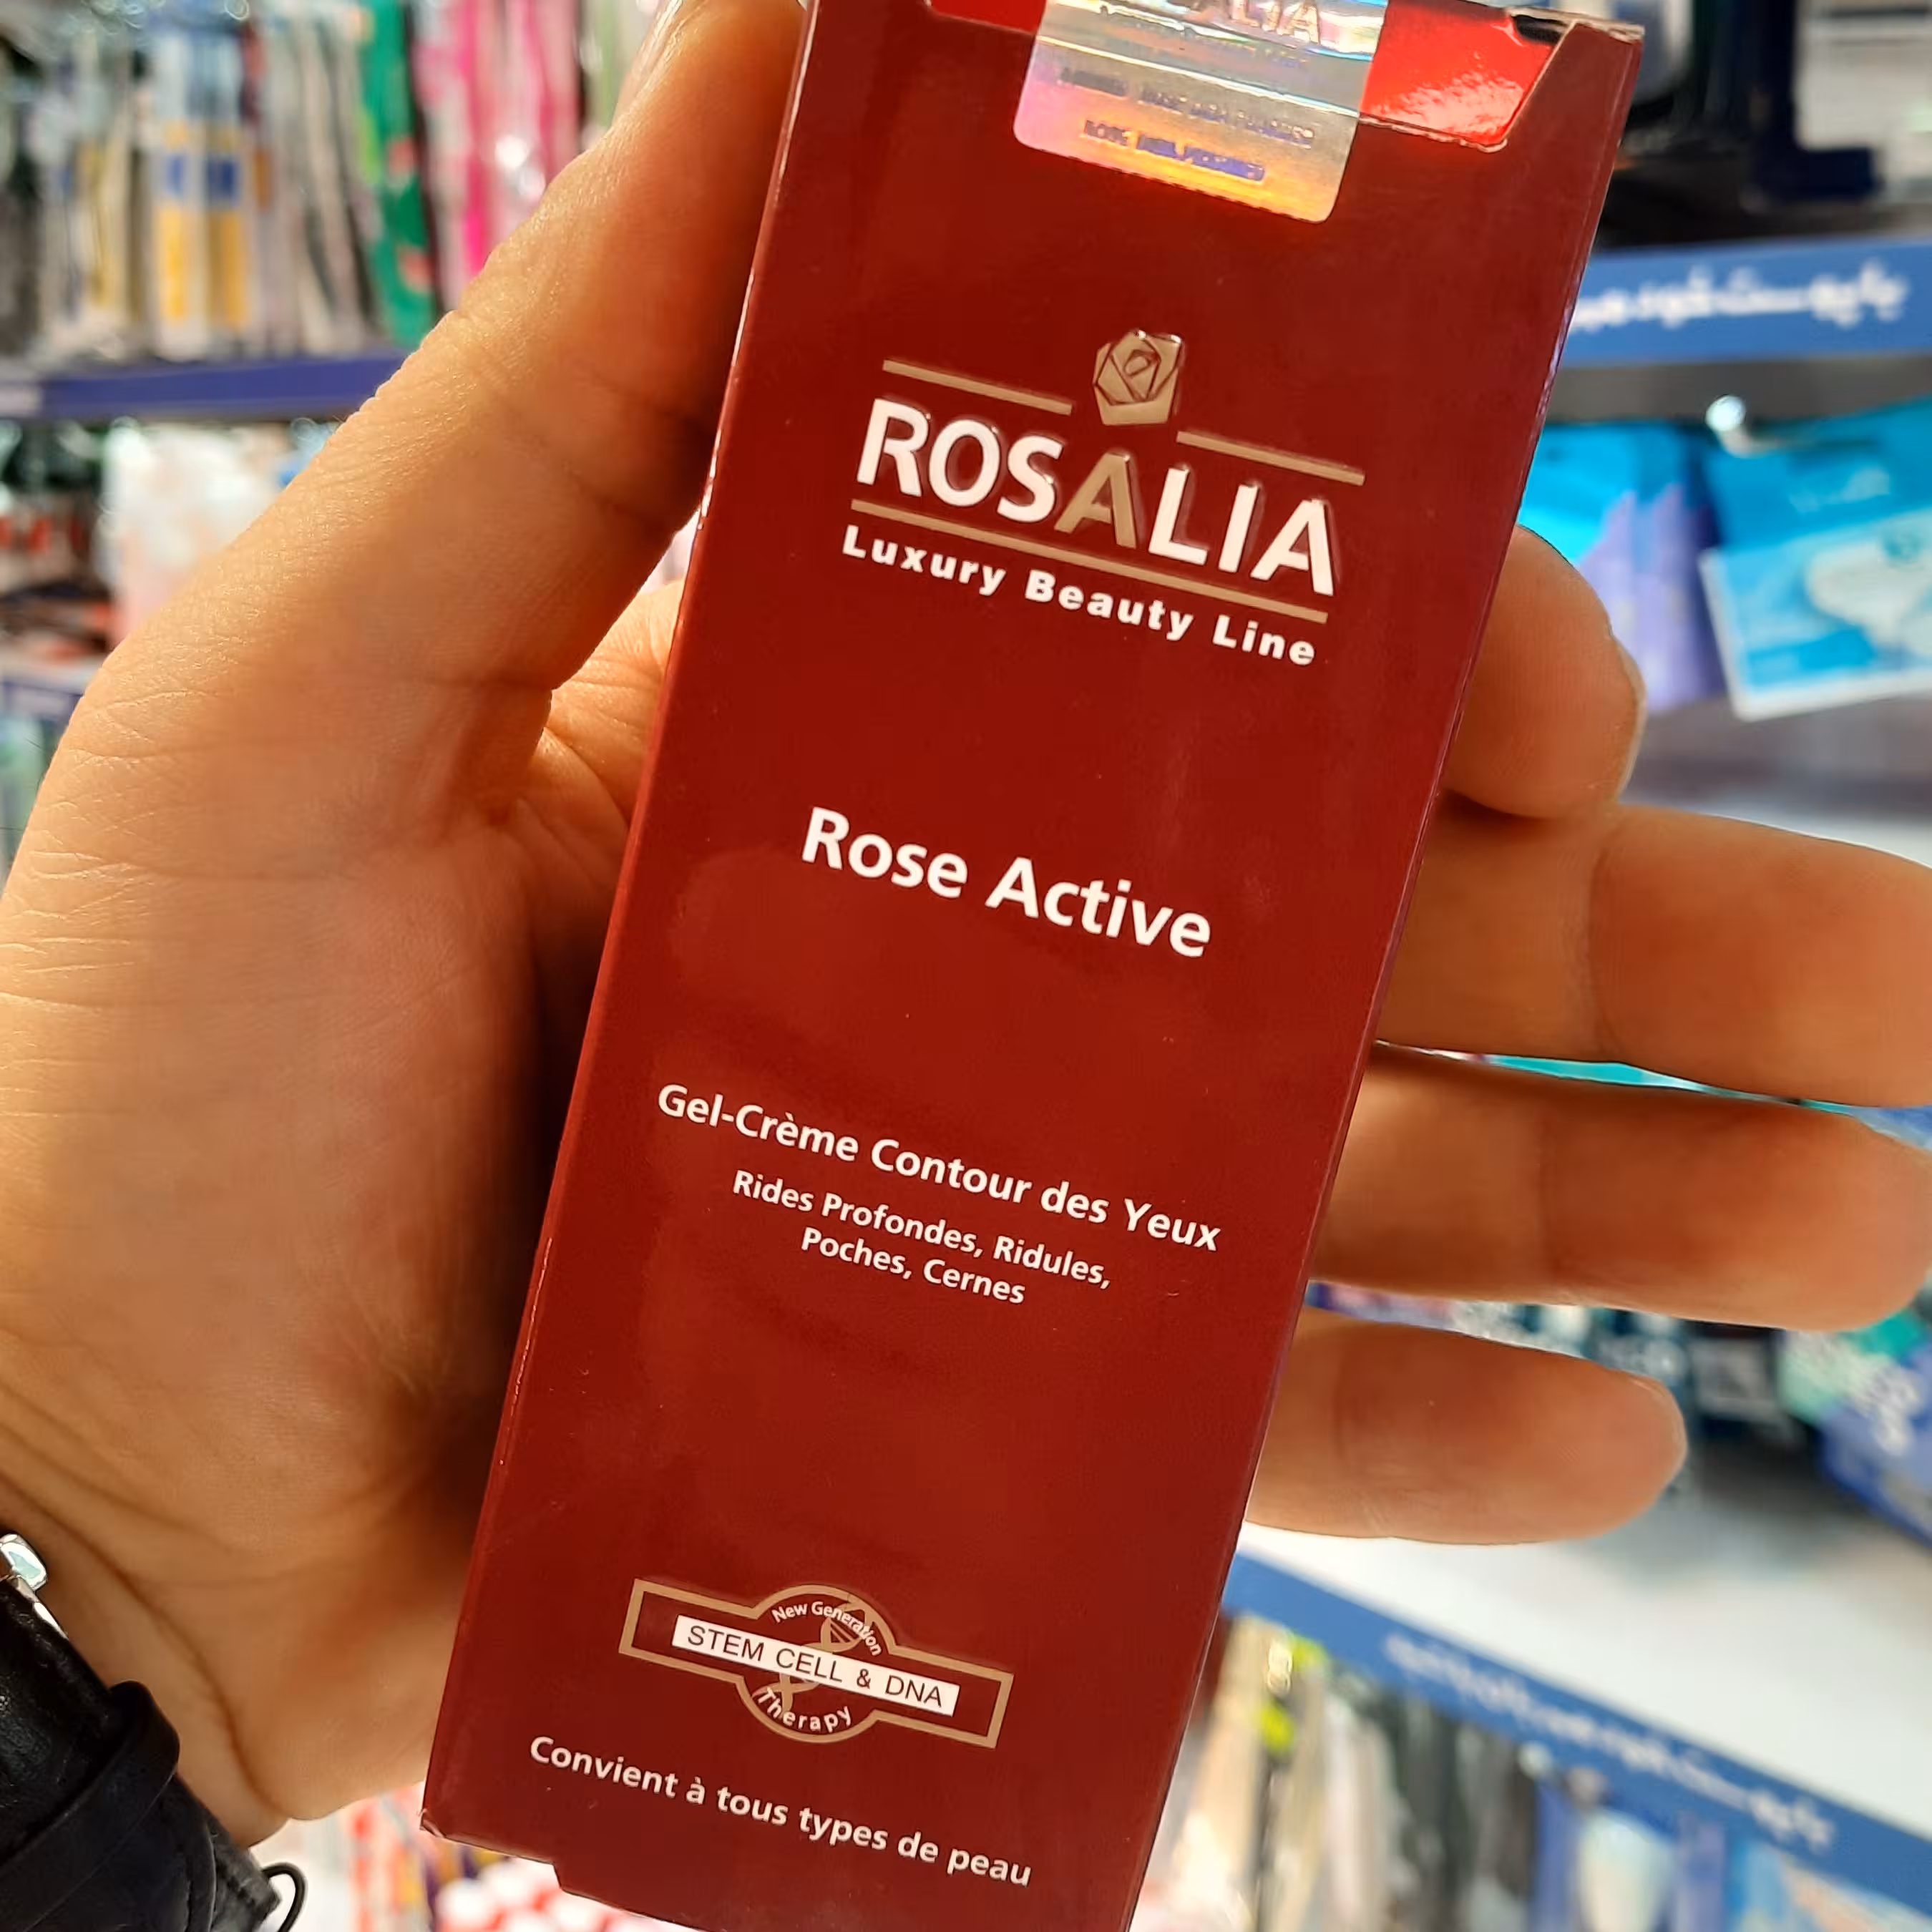 ROSALIA
Luxury Beauty Line
Rose Active
Gel-Crème Contour des Yeux
Rides Profondes, Ridules,
Poches, Cernes
New Generation
STEM CELL & DNA
Therapy
Convient à tous types de peau